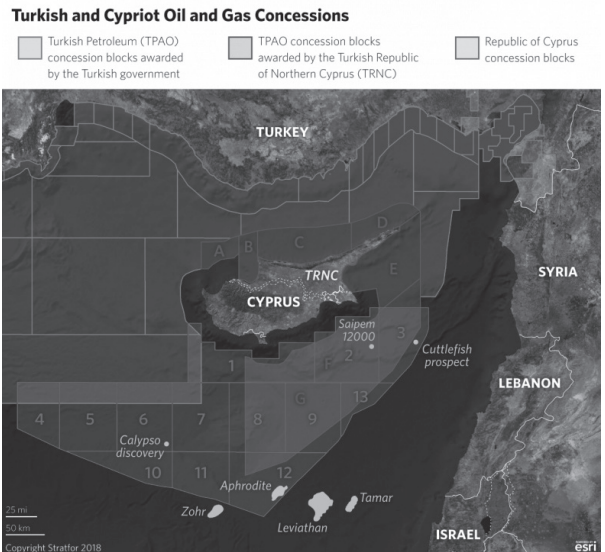 Turkish and Cypriot Oil and Gas Concessions
Turkish Petroleum (TPAO)
concession blocks awarded
by the Turkish government
TPAO concession blocks
awarded by the Turkish Republic
of Northern Cyprus (TRNC)
Republic of Cyprus
concession blocks
TURKEY
D
A
B
C
E
TRNC
SYRIA
CYPRUS
Saipem
12000
3
Cuttlefish
prospect
1
F
2
LEBANON
4
5
6
7
8
G
9
13
Calypso
discovery
10
11
12
Aphrodite
Zohr
Leviathan
Tamar
25 mi
50 km
ISRAEL
Copyright Stratfor 2018
esri